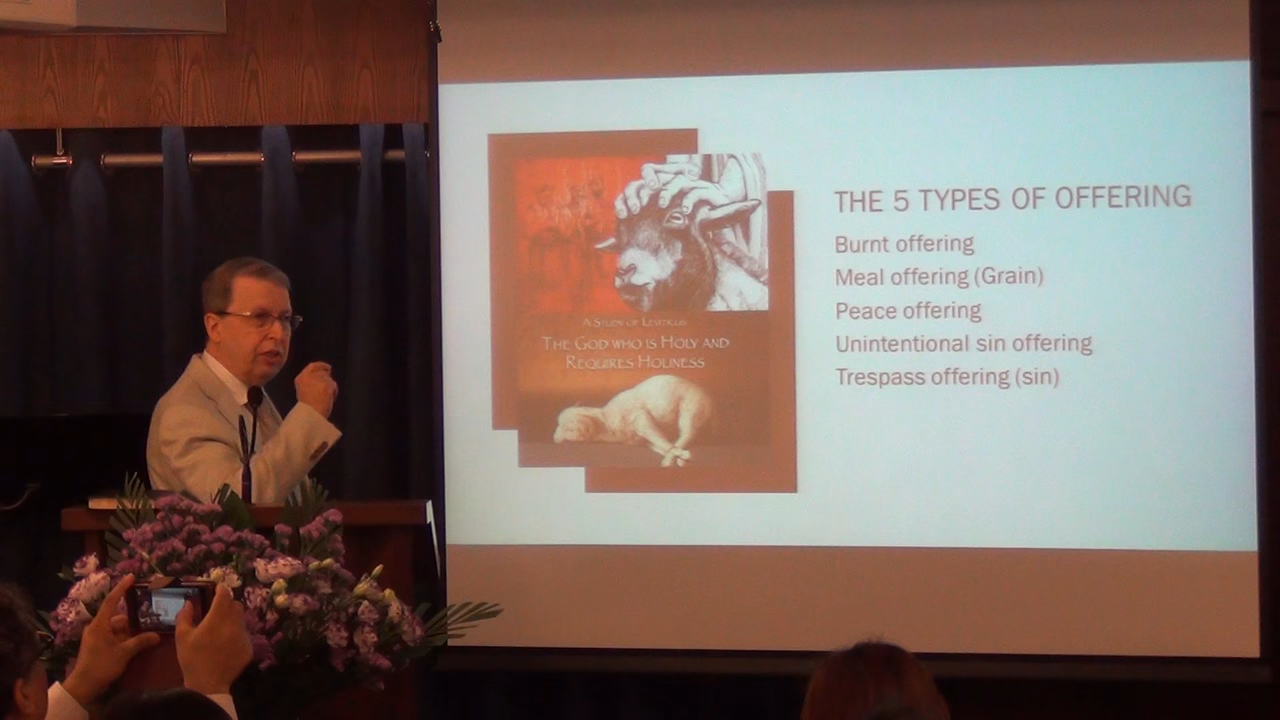 A STUDY OF LEVITICUS
THE GOD WHO IS HOLY AND
REQUIRES HOLINESS
THE 5 TYPES OF OFFERING
Burnt offering
Meal offering (Grain)
Peace offering
Unintentional sin offering
Trespass offering (sin)